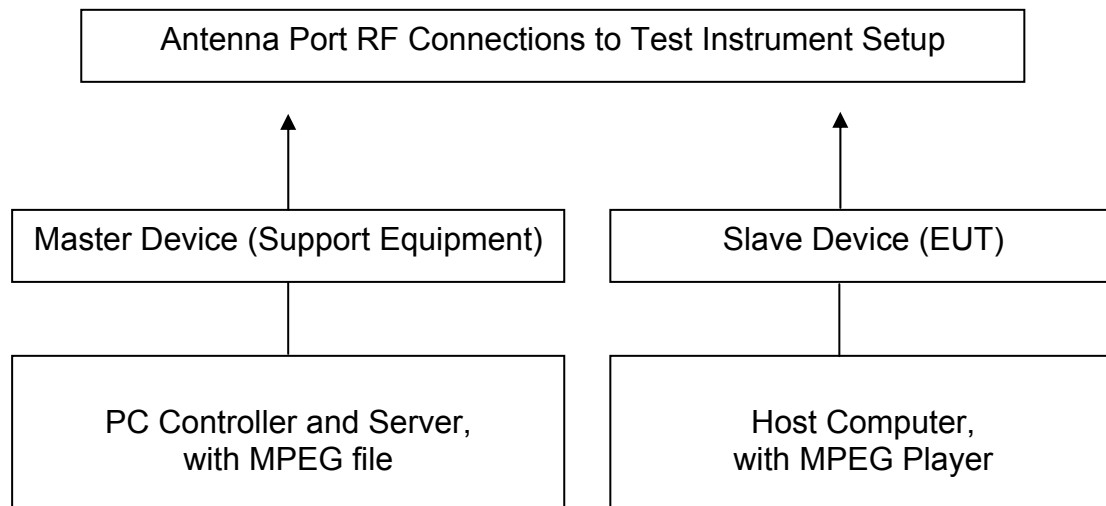 Antenna Port RF Connections to Test Instrument Setup
Master Device (Support Equipment)
Slave Device (EUT)
PC Controller and Server,
with MPEG file
Host Computer,
with MPEG Player